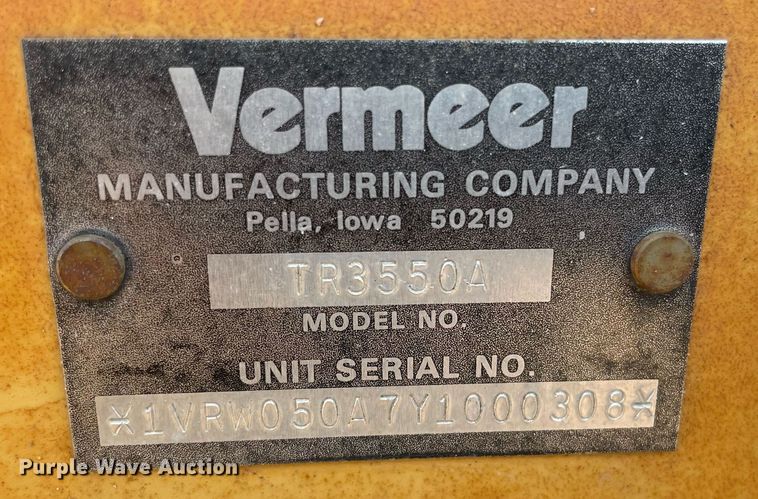 Vermeer
MANUFACTURING COMPANY
Pella, Iowa 50219
TR3550A
MODEL NO.
UNIT SERIAL NO.
*1VRW050A7Y1000308*
Purple Wave Auction